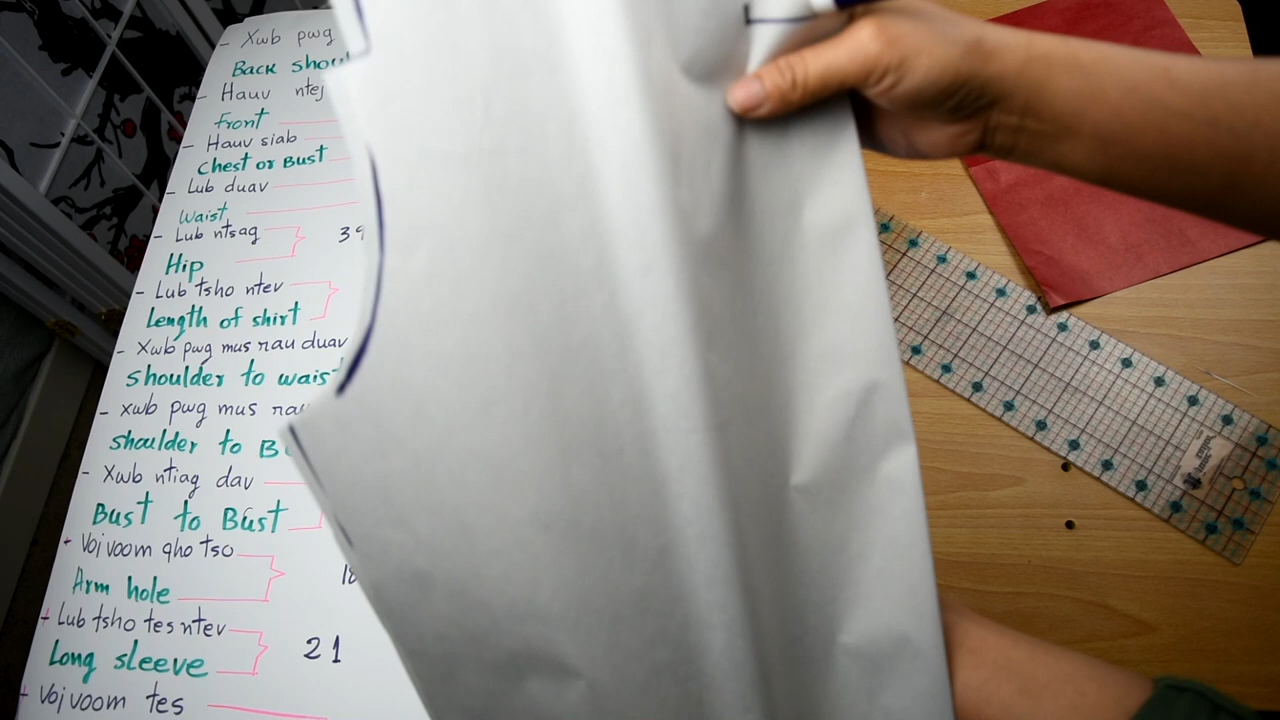 - Xwb pwg
Back
- Hauv ntej
front
- Hauv siab
Chest or Bust
- Lub duav
Waist
- Lub ntsag
Hip
- Lub tsho ntev
Length of shirt
- Xwb pwg mus rau duav
shoulder to
- xwb pwg mus
shoulder to
- Xwb ntiag dav
Bust to Bust
+ Voj voom qho tso
Arm hole
+ Lub tsho tes ntev
Long sleeve 21
+ Voj voom tes